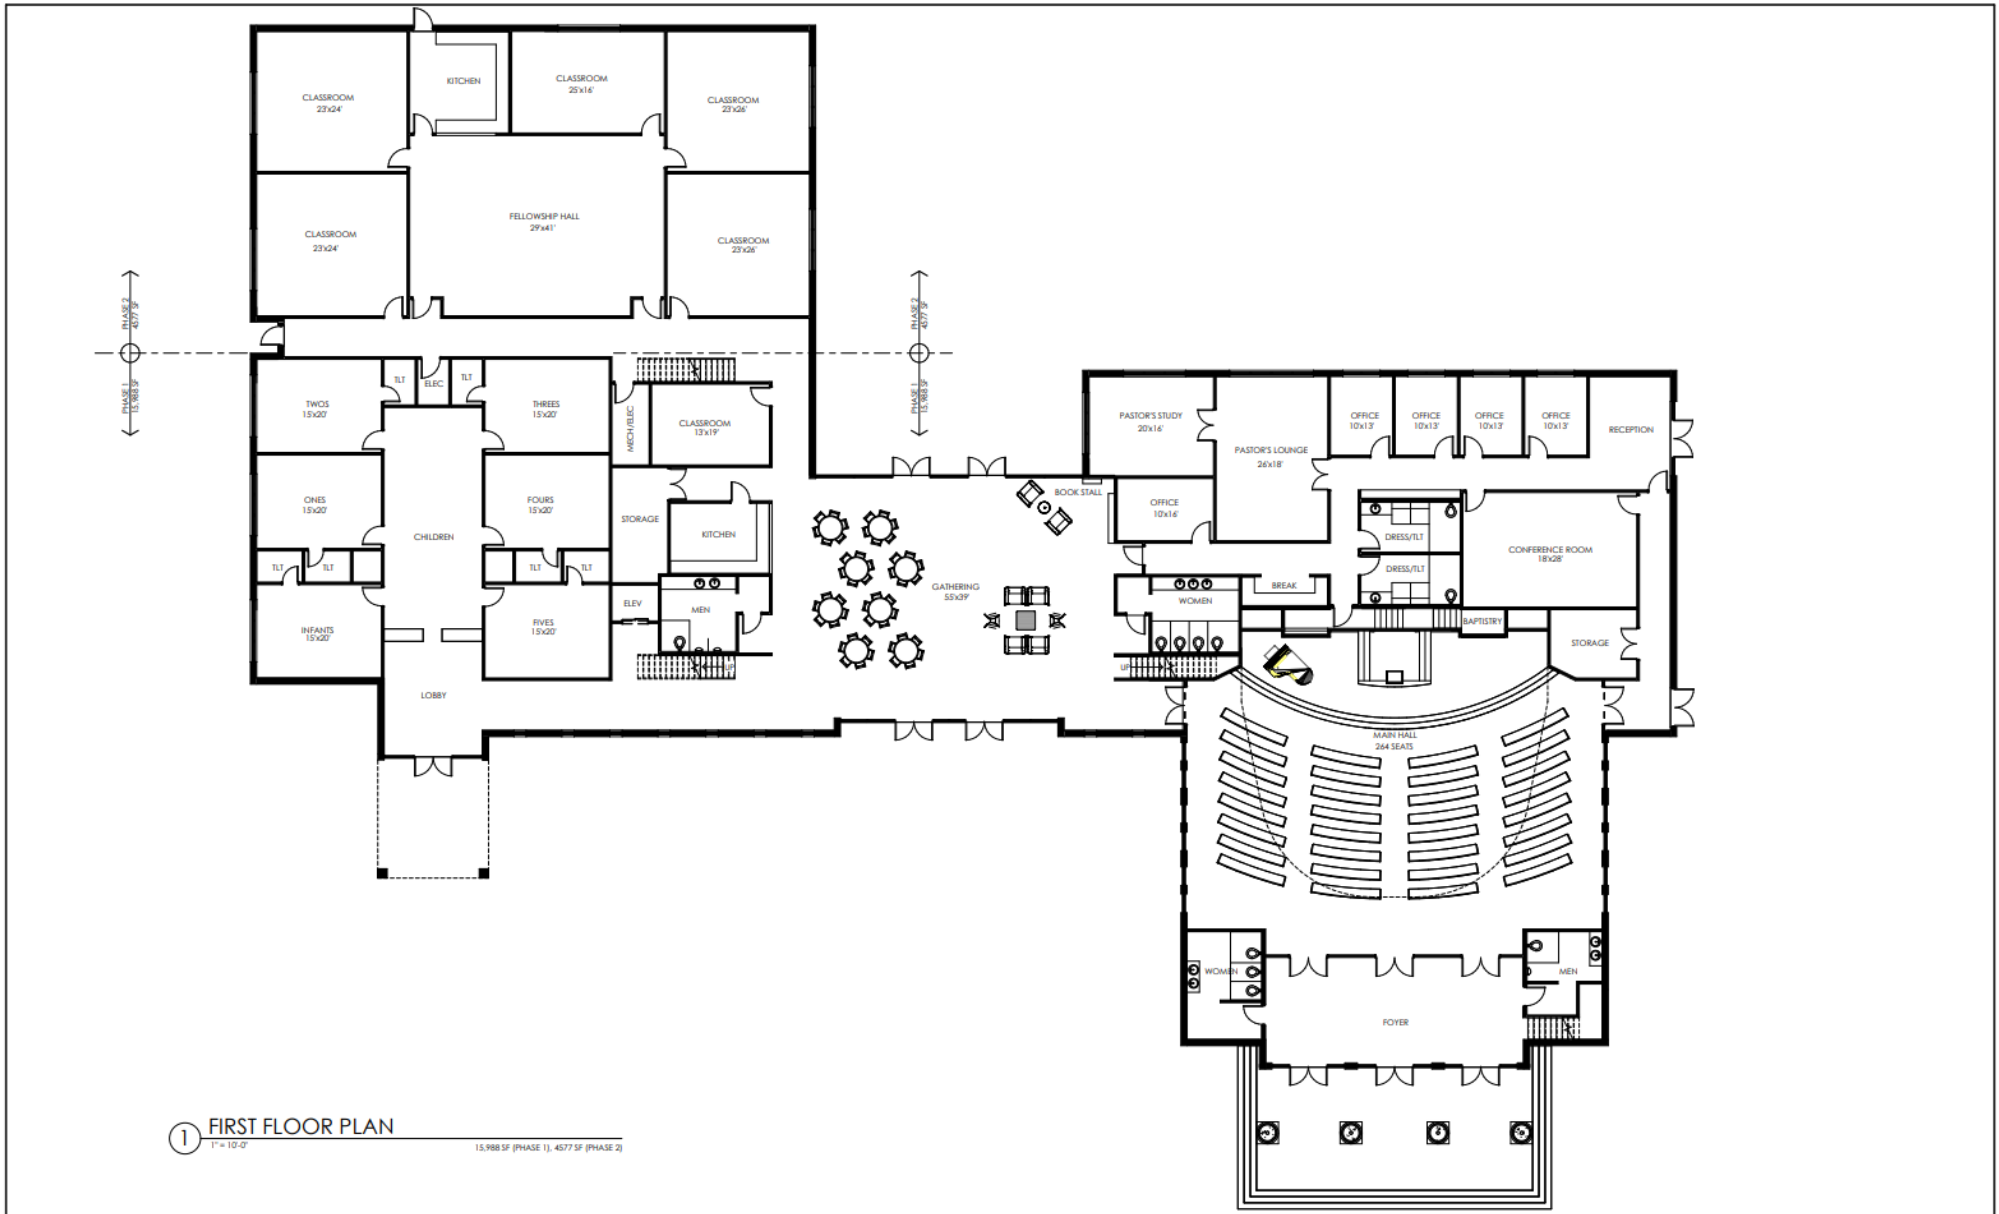 KITCHEN
CLASSROOM
25'x16'
CLASSROOM
23'x24'
CLASSROOM
23'x26'
FELLOWSHIP HALL
29'x41'
CLASSROOM
23'x24'
CLASSROOM
23'x26'
PHASE 2
4577 SF
PHASE 1
15,988 SF
PHASE 2
4577 SF
PHASE 1
15,988 SF
TLT
ELEC
TLT
TWOS
15'x20'
THREES
15'x20'
MECH/ELEC
CLASSROOM
13'x19'
PASTOR'S STUDY
20'x16'
PASTOR'S LOUNGE
26'x18'
OFFICE
10'x13'
OFFICE
10'x13'
OFFICE
10'x13'
OFFICE
10'x13'
RECEPTION
ONES
15'x20'
FOURS
15'x20'
STORAGE
KITCHEN
CHILDREN
BOOK STALL
OFFICE
10'x16'
DRESS/TLT
DRESS/TLT
CONFERENCE ROOM
18'x28'
TLT
TLT
TLT
TLT
GATHERING
55'x39'
BREAK
ELEV
MEN
WOMEN
INFANTS
15'x20'
FIVES
15'x20'
BAPTISTRY
STORAGE
UP
UP
LOBBY
MAIN HALL
264 SEATS
WOMEN
MEN
FOYER
1
FIRST FLOOR PLAN
1" = 10'-0"
15,988 SF (PHASE 1), 4577 SF (PHASE 2)